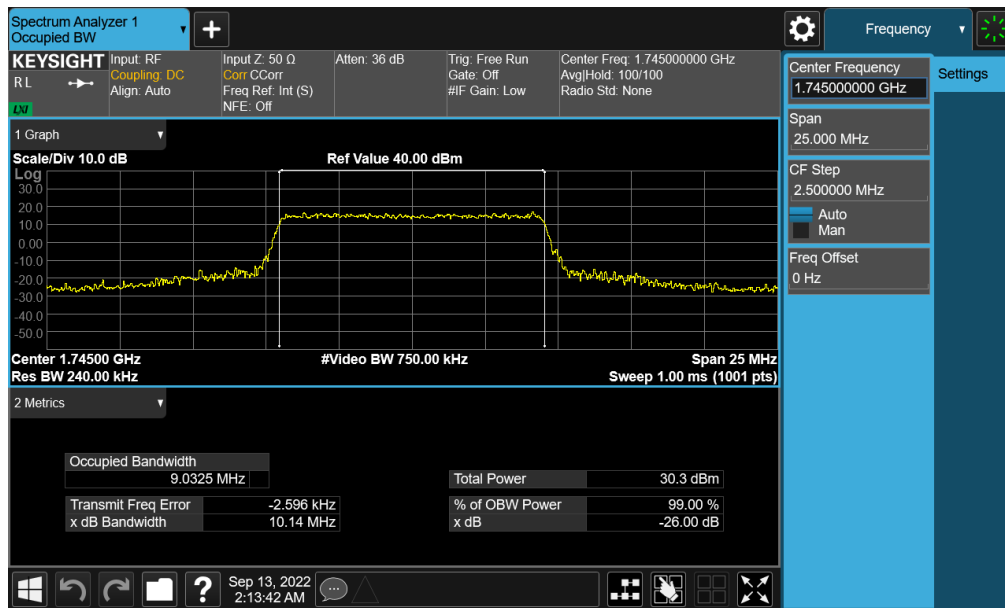 Spectrum Analyzer 1
Occupied BW
+
Frequency
KEYSIGHT
RL
LXI
Input: RF
Coupling: DC
Align: Auto
Input Z: 50 Ω
Corr CCorr
Freq Ref: Int (S)
NFE: Off
Atten: 36 dB
Trig: Free Run
Gate: Off
#IF Gain: Low
Center Freq: 1.745000000 GHz
Avg|Hold: 100/100
Radio Std: None
Center Frequency
1.745000000 GHz
Settings
Span
25.000 MHz
CF Step
2.500000 MHz
Auto
Man
Freq Offset
0 Hz
1 Graph
Scale/Div 10.0 dB
Ref Value 40.00 dBm
Log
30.0
20.0
10.0
0.00
-10.0
-20.0
-30.0
-40.0
-50.0
Center 1.74500 GHz
#Video BW 750.00 kHz
Span 25 MHz
Res BW 240.00 kHz
Sweep 1.00 ms (1001 pts)
2 Metrics
Occupied Bandwidth
9.0325 MHz
Total Power 30.3 dBm
Transmit Freq Error -2.596 kHz
% of OBW Power 99.00 %
x dB Bandwidth 10.14 MHz
x dB -26.00 dB
?
Sep 13, 2022
2:13:42 AM